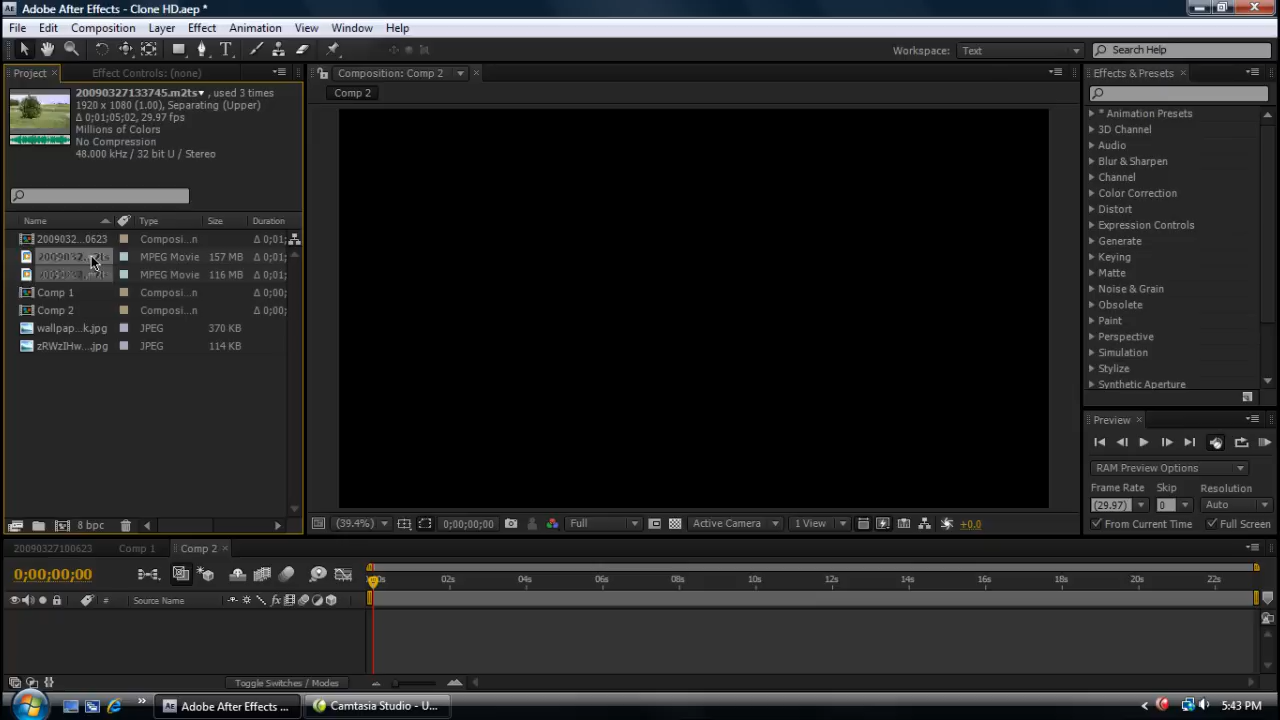 Adobe After Effects - Clone HD.aep *
File Edit Composition Layer Effect Animation View Window Help
Workspace: Text Search Help
Project Effect Controls: (none)
20090327133745.m2ts , used 3 times
1920 x 1080 (1.00), Separating (Upper)
Δ 0;01;05;02, 29.97 fps
Millions of Colors
No Compression
48.000 kHz / 32 bit U / Stereo
Name Type Size Duration
2009032...0623 Composi...n Δ 0;01;
MPEG Movie 157 MB Δ 0;01;
MPEG Movie 116 MB Δ 0;01;
Comp 1 Composi...n Δ 0;00;
Comp 2 Composi...n Δ 0;00;
wallpap...k.jpg JPEG 370 KB
zRWzIHw...jpg JPEG 114 KB
8 bpc
Composition: Comp 2
Comp 2
(39.4%) 0;00;00;00 Full Active Camera 1 View +0.0
Effects & Presets
* Animation Presets
3D Channel
Audio
Blur & Sharpen
Channel
Color Correction
Distort
Expression Controls
Generate
Keying
Matte
Noise & Grain
Obsolete
Paint
Perspective
Simulation
Stylize
Synthetic Aperture
Preview
RAM Preview Options
Frame Rate Skip Resolution
(29.97) 0 Auto
From Current Time Full Screen
20090327100623 Comp 1 Comp 2
0;00;00;00
02s 04s 06s 08s 10s 12s 14s 16s 18s 20s 22s
# Source Name
Toggle Switches / Modes
Adobe After Effects ... Camtasia Studio - U... 5:43 PM